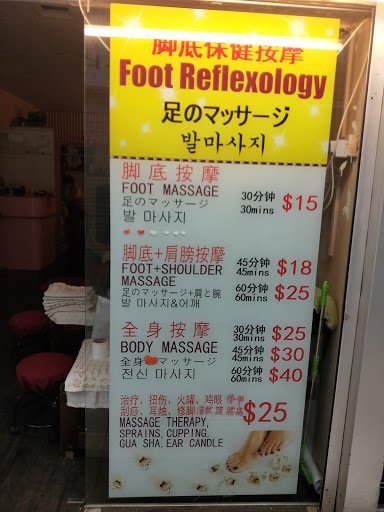 脚底保健按摩
Foot Reflexology
足のマッサージ
발마사지
脚底按摩
FOOT MASSAGE
足のマッサージ
발 마사지
30分钟
30mins
$15
脚底+肩膀按摩
FOOT+SHOULDER
MASSAGE
足のマッサージ+肩と腕
발 마사지&어깨
45分钟
45mins
$18
60分钟
60mins
$25
全身按摩
BODY MASSAGE
全身マッサージ
전신 마사지
30分钟
30mins
$25
45分钟
45mins
$30
60分钟
60mins
$40
治疗、扭伤、火罐、鸡眼修甲
刮痧、耳烛、修脚
MASSAGE THERAPY,
SPRAINS,CUPPING,
GUA SHA,EAR CANDLE
$25